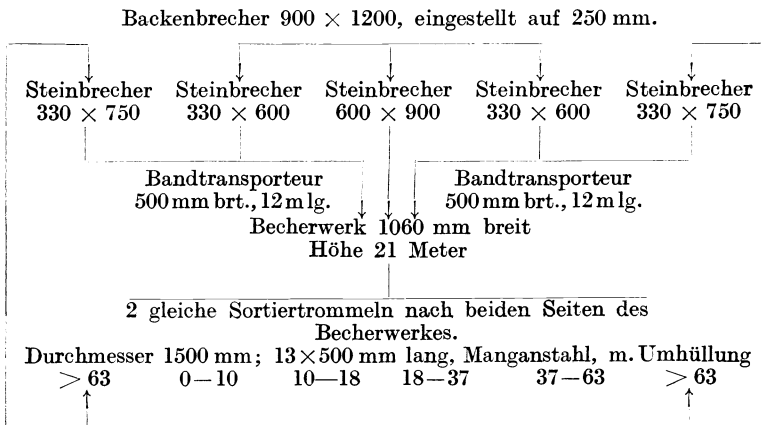 Backenbrecher 900 × 1200, eingestellt auf 250 mm.
Steinbrecher Steinbrecher Steinbrecher Steinbrecher Steinbrecher
330 × 750 330 × 600 600 × 900 330 × 600 330 × 750
Bandtransporteur Bandtransporteur
500 mm brt., 12 m lg. 500 mm brt., 12 m lg.
Becherwerk 1060 mm breit
Höhe 21 Meter
2 gleiche Sortiertrommeln nach beiden Seiten des
Becherwerkes.
Durchmesser 1500 mm; 13×500 mm lang, Manganstahl, m. Umhüllung
> 63 0—10 10—18 18—37 37—63 > 63